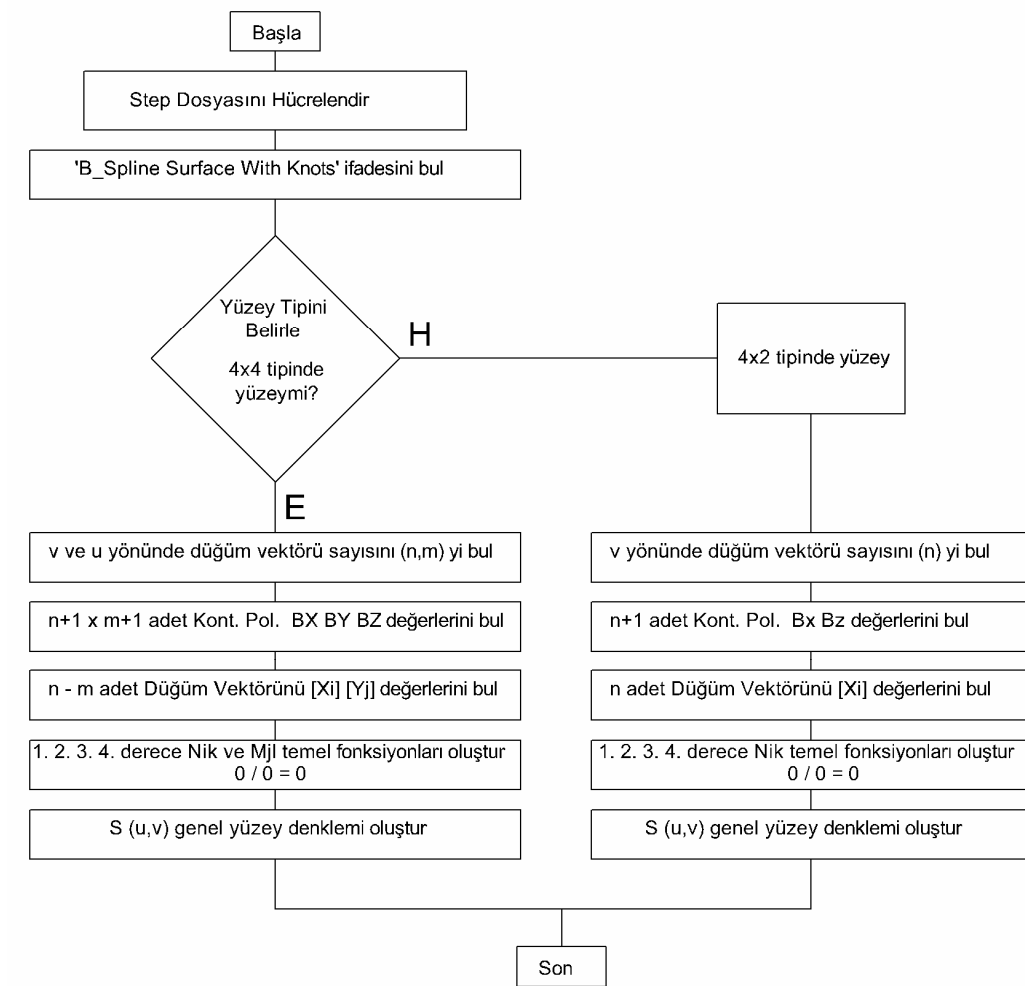 Başla
Step Dosyasını Hücrelendir
'B_Spline Surface With Knots' ifadesini bul
Yüzey Tipini
Belirle
4x4 tipinde
yüzeymi?
H
4x2 tipinde yüzey
E
v ve u yönünde düğüm vektörü sayısını (n,m) yi bul
n+1 x m+1 adet Kont. Pol. BX BY BZ değerlerini bul
n - m adet Düğüm Vektörünü [Xi] [Yj] değerlerini bul
1. 2. 3. 4. derece Nik ve Mjl temel fonksiyonları oluştur
0 / 0 = 0
S (u,v) genel yüzey denklemi oluştur
v yönünde düğüm vektörü sayısını (n) yi bul
n+1 adet Kont. Pol. Bx Bz değerlerini bul
n adet Düğüm Vektörünü [Xi] değerlerini bul
1. 2. 3. 4. derece Nik temel fonksiyonları oluştur
0 / 0 = 0
S (u,v) genel yüzey denklemi oluştur
Son